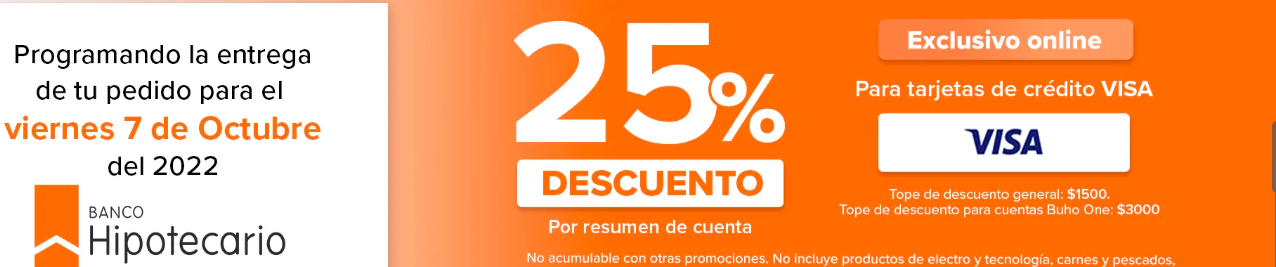 Programando la entrega
de tu pedido para el
viernes 7 de Octubre
del 2022
BANCO
Hipotecario
25%
DESCUENTO
Por resumen de cuenta
Exclusivo online
Para tarjetas de crédito VISA
VISA
Tope de descuento general: $1500.
Tope de descuento para cuentas Buho One: $3000
No acumulable con otras promociones. No incluye productos de electro y tecnología, carnes y pescados,